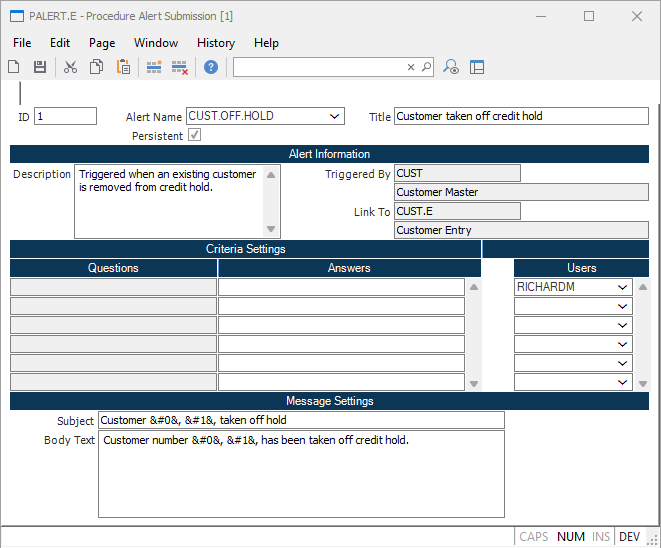 PALERT.E - Procedure Alert Submission [1]
File Edit Page Window History Help
ID 1 Alert Name CUST.OFF.HOLD Title Customer taken off credit hold
Persistent
Alert Information
Description Triggered when an existing customer
is removed from credit hold.
Triggered By CUST
Customer Master
Link To CUST.E
Customer Entry
Criteria Settings
Questions Answers Users
RICHARDM
Message Settings
Subject Customer &#0&, &#1&, taken off hold
Body Text Customer number &#0&, &#1&, has been taken off credit hold.
CAPS NUM INS DEV